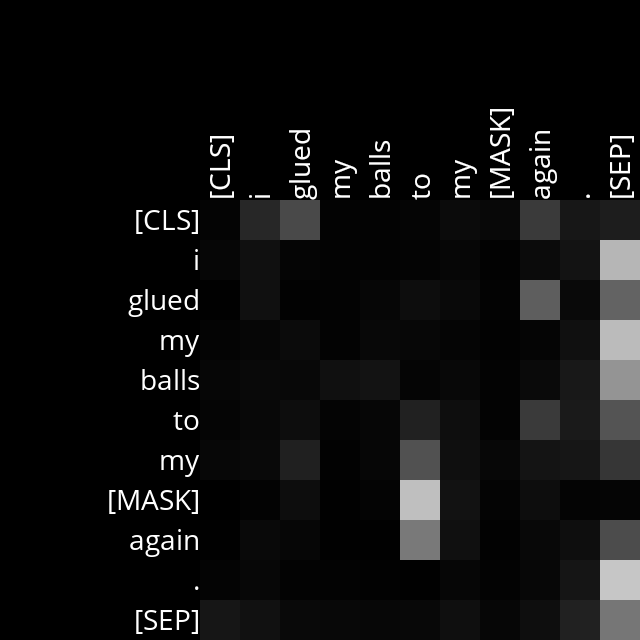 [CLS] i glued my balls to my [MASK] again . [SEP]
[CLS]
i
glued
my
balls
to
my
[MASK]
again
.
[SEP]